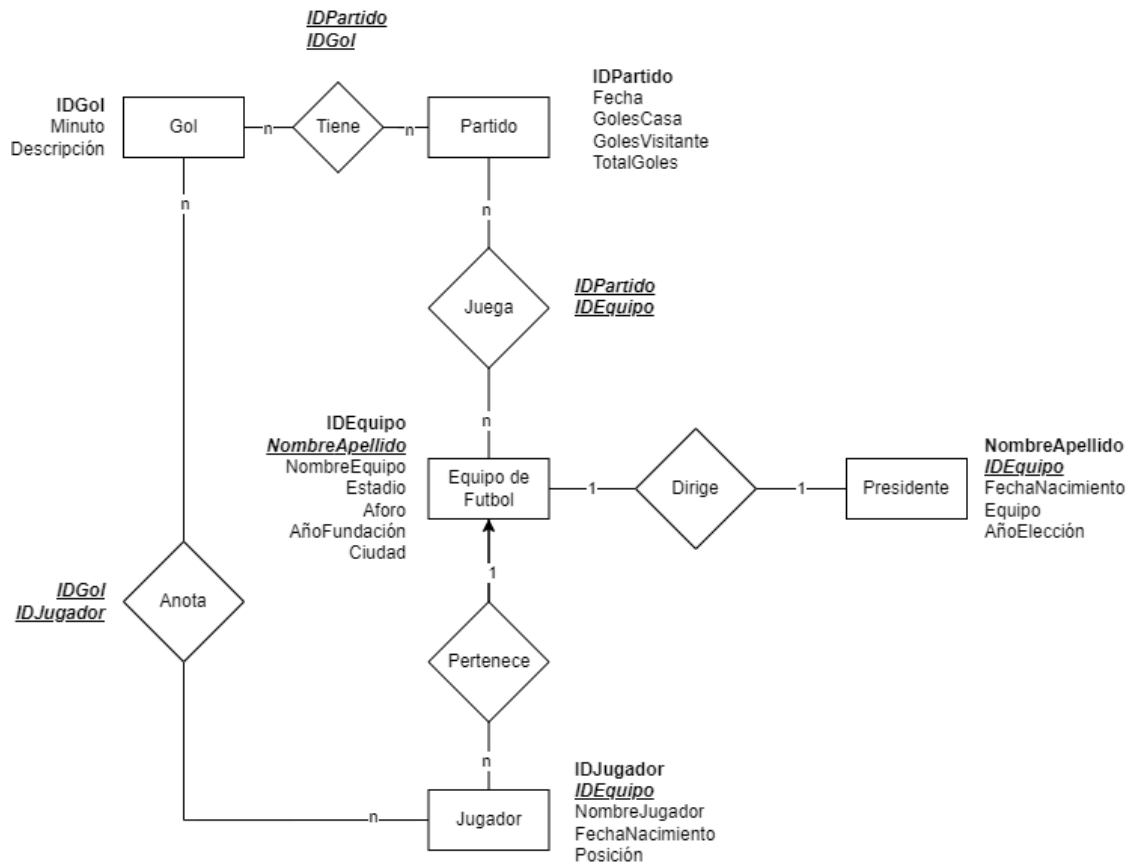 IDPartido
IDGol
IDGol
Minuto
Descripción
Gol
n
Tiene
n
Partido
IDPartido
Fecha
GolesCasa
GolesVisitante
TotalGoles
n
n
Juega
IDPartido
IDEquipo
n
IDEquipo
NombreApellido
NombreEquipo
Estadio
Aforo
AñoFundación
Ciudad
Equipo de
Futbol
1
Dirige
1
Presidente
NombreApellido
IDEquipo
FechaNacimiento
Equipo
AñoElección
1
IDGol
IDJugador
Anota
Pertenece
n
n
Jugador
IDJugador
IDEquipo
NombreJugador
FechaNacimiento
Posición